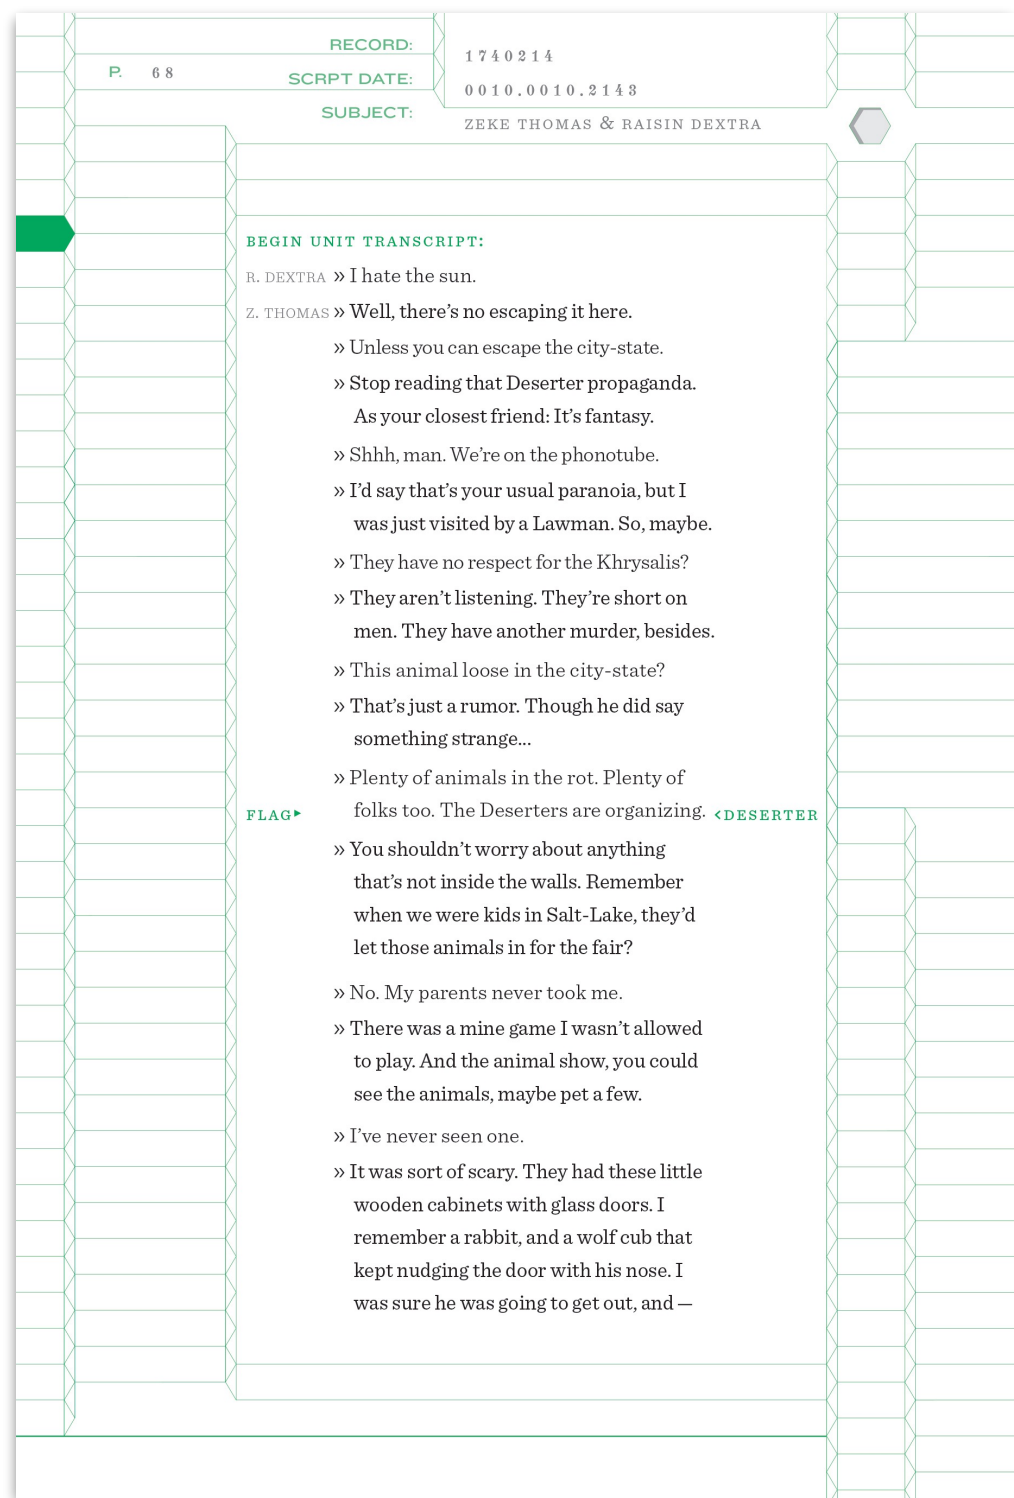 RECORD: 1740214
P. 68
SCRPT DATE: 0010.0010.2143
SUBJECT: ZEKE THOMAS & RAISIN DEXTRA
BEGIN UNIT TRANSCRIPT:
R. DEXTRA » I hate the sun.
Z. THOMAS » Well, there’s no escaping it here.
» Unless you can escape the city-state.
» Stop reading that Deserter propaganda.
As your closest friend: It’s fantasy.
» Shhh, man. We’re on the phonotube.
» I’d say that’s your usual paranoia, but I
was just visited by a Lawman. So, maybe.
» They have no respect for the Khrysalis?
» They aren’t listening. They’re short on
men. They have another murder, besides.
» This animal loose in the city-state?
» That’s just a rumor. Though he did say
something strange...
» Plenty of animals in the rot. Plenty of
FLAG▸ folks too. The Deserters are organizing. <DESERTER
» You shouldn’t worry about anything
that’s not inside the walls. Remember
when we were kids in Salt-Lake, they’d
let those animals in for the fair?
» No. My parents never took me.
» There was a mine game I wasn’t allowed
to play. And the animal show, you could
see the animals, maybe pet a few.
» I’ve never seen one.
» It was sort of scary. They had these little
wooden cabinets with glass doors. I
remember a rabbit, and a wolf cub that
kept nudging the door with his nose. I
was sure he was going to get out, and —